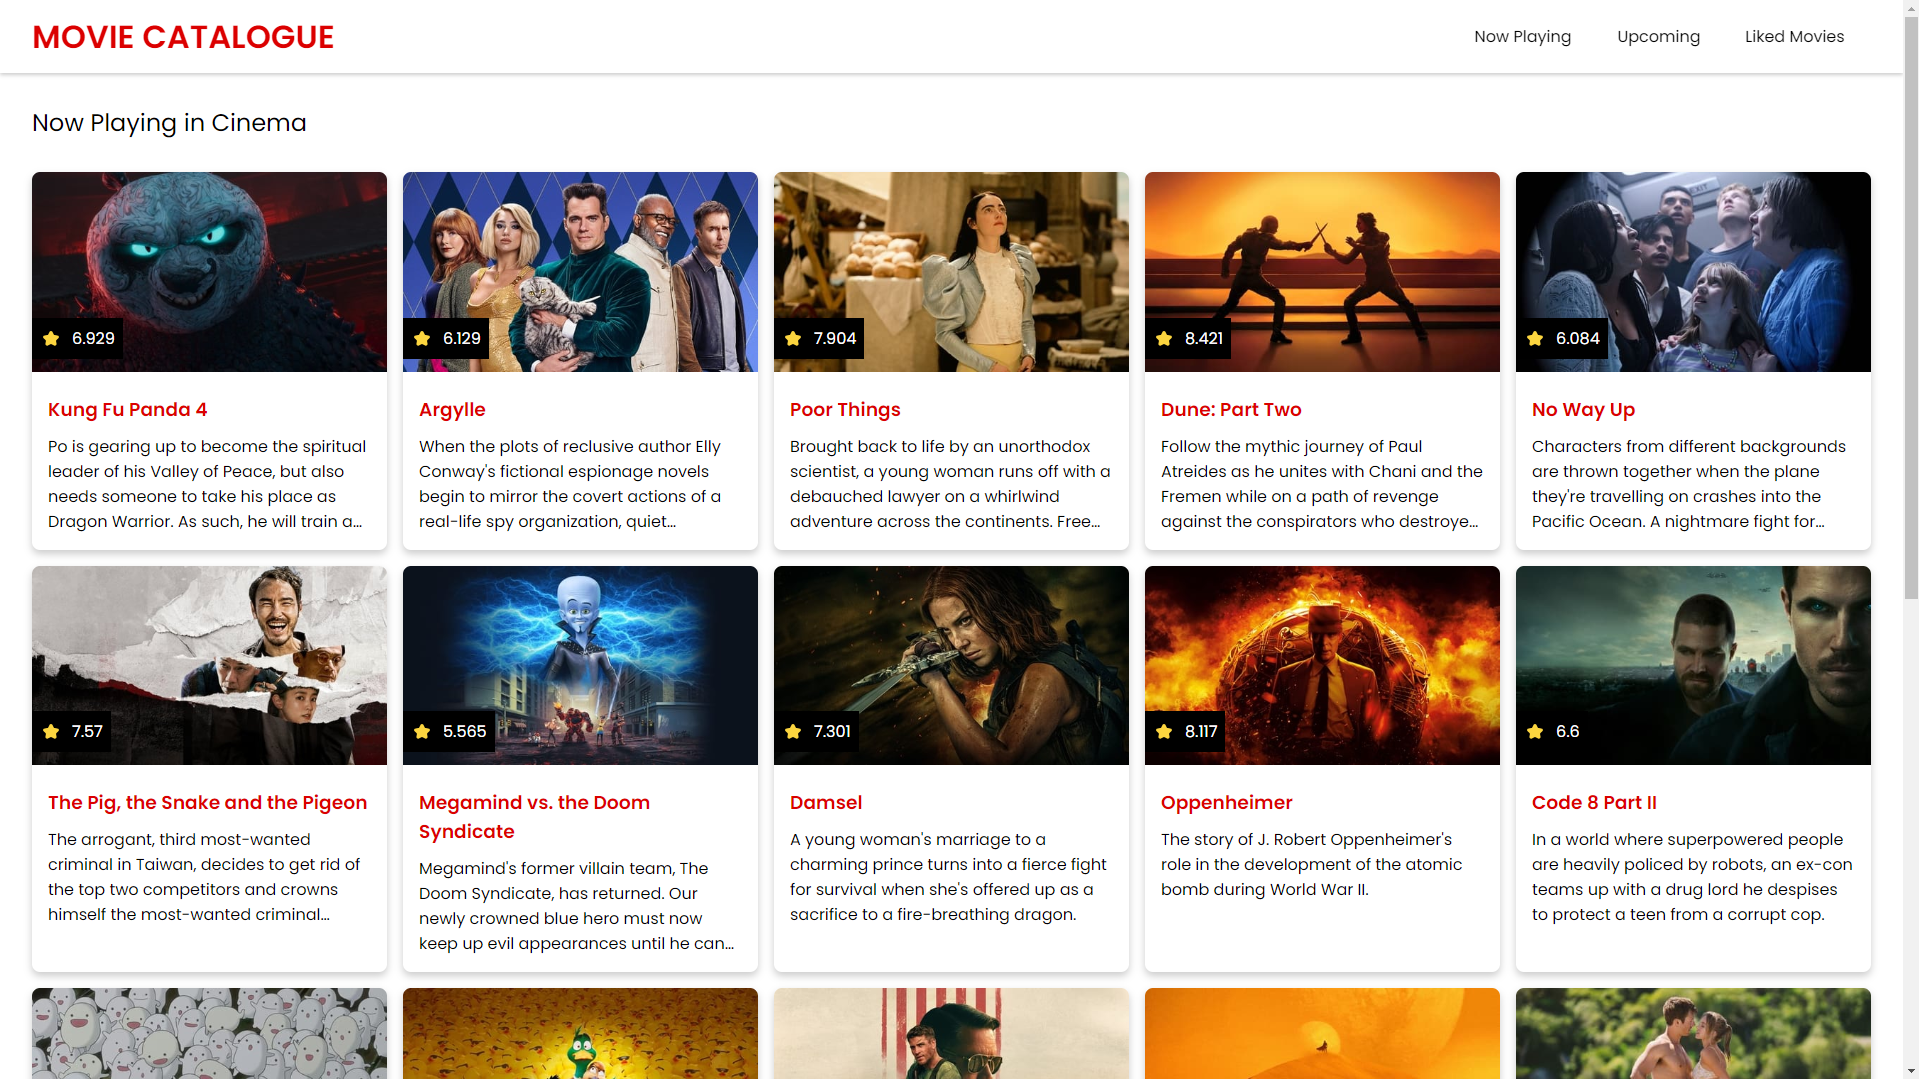 MOVIE CATALOGUE
Now Playing
Upcoming
Liked Movies
Now Playing in Cinema
6.929
6.129
7.904
8.421
EXIT
6.084
Kung Fu Panda 4
Po is gearing up to become the spiritual
leader of his Valley of Peace, but also
needs someone to take his place as
Dragon Warrior. As such, he will train a...
Argylle
When the plots of reclusive author Elly
Conway's fictional espionage novels
begin to mirror the covert actions of a
real-life spy organization, quiet...
Poor Things
Brought back to life by an unorthodox
scientist, a young woman runs off with a
debauched lawyer on a whirlwind
adventure across the continents. Free...
Dune: Part Two
Follow the mythic journey of Paul
Atreides as he unites with Chani and the
Fremen while on a path of revenge
against the conspirators who destroye...
No Way Up
Characters from different backgrounds
are thrown together when the plane
they're travelling on crashes into the
Pacific Ocean. A nightmare fight for...
7.57
5.565
7.301
8.117
6.6
The Pig, the Snake and the Pigeon
The arrogant, third most-wanted
criminal in Taiwan, decides to get rid of
the top two competitors and crowns
himself the most-wanted criminal...
Megamind vs. the Doom
Syndicate
Megamind's former villain team, The
Doom Syndicate, has returned. Our
newly crowned blue hero must now
keep up evil appearances until he can...
Damsel
A young woman's marriage to a
charming prince turns into a fierce fight
for survival when she's offered up as a
sacrifice to a fire-breathing dragon.
Oppenheimer
The story of J. Robert Oppenheimer's
role in the development of the atomic
bomb during World War II.
Code 8 Part II
In a world where superpowered people
are heavily policed by robots, an ex-con
teams up with a drug lord he despises
to protect a teen from a corrupt cop.